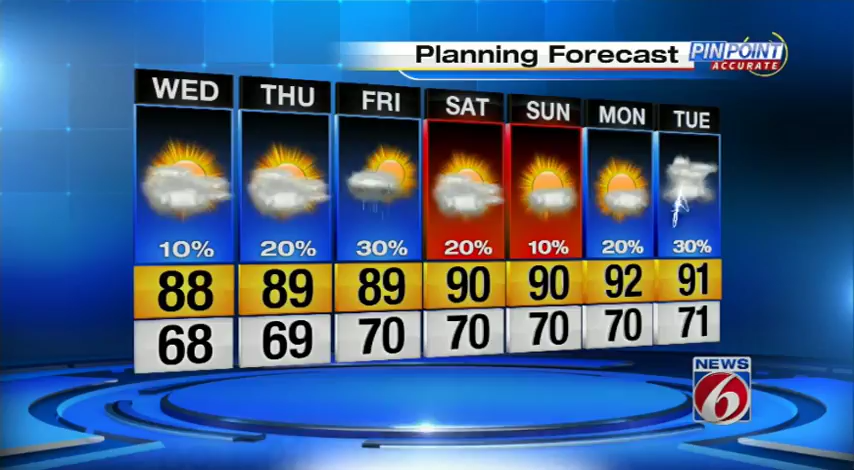 Planning Forecast PINPOINT
ACCURATE
WED THU FRI SAT SUN MON TUE
10% 20% 30% 20% 10% 20% 30%
88 89 89 90 90 92 91
68 69 70 70 70 70 71
NEWS
6